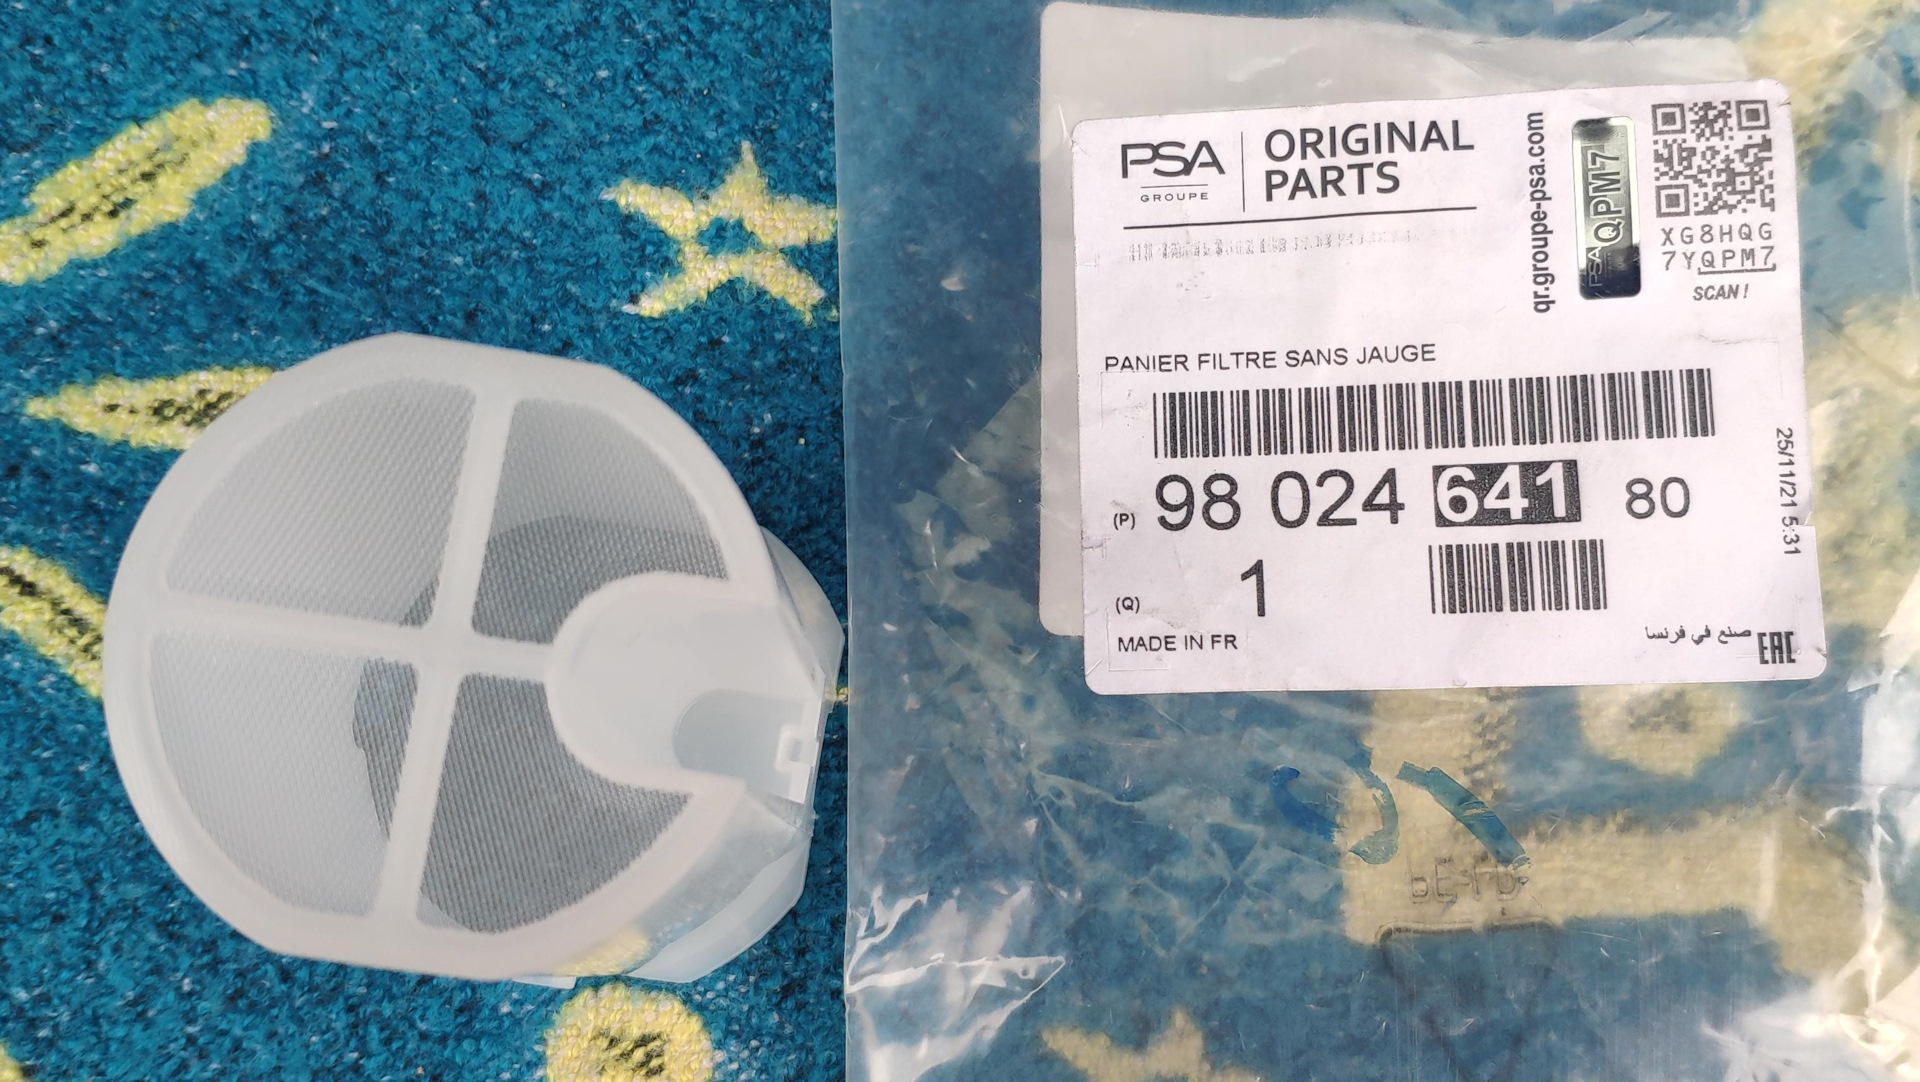 PSA
GROUPE
ORIGINAL
PARTS
qr.groupe-psa.com
PSA QPM7
XG8HQG
7YQPM7
SCAN !
PANIER FILTRE SANS JAUGE
(P) 98 024 641 80
25/11/21 5:31
(Q) 1
MADE IN FR
صنع في فرنسا
EAC